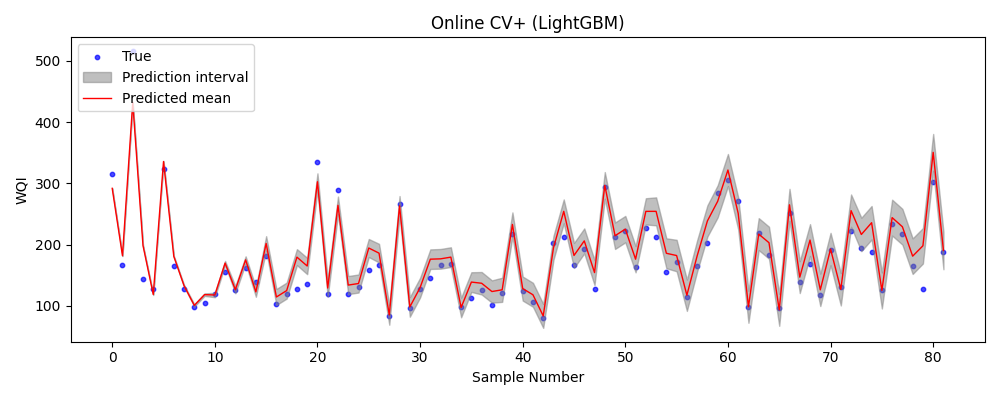 Online CV+ (LightGBM)
True
Prediction interval
Predicted mean
WQI
500
400
300
200
100
0 10 20 30 40 50 60 70 80
Sample Number